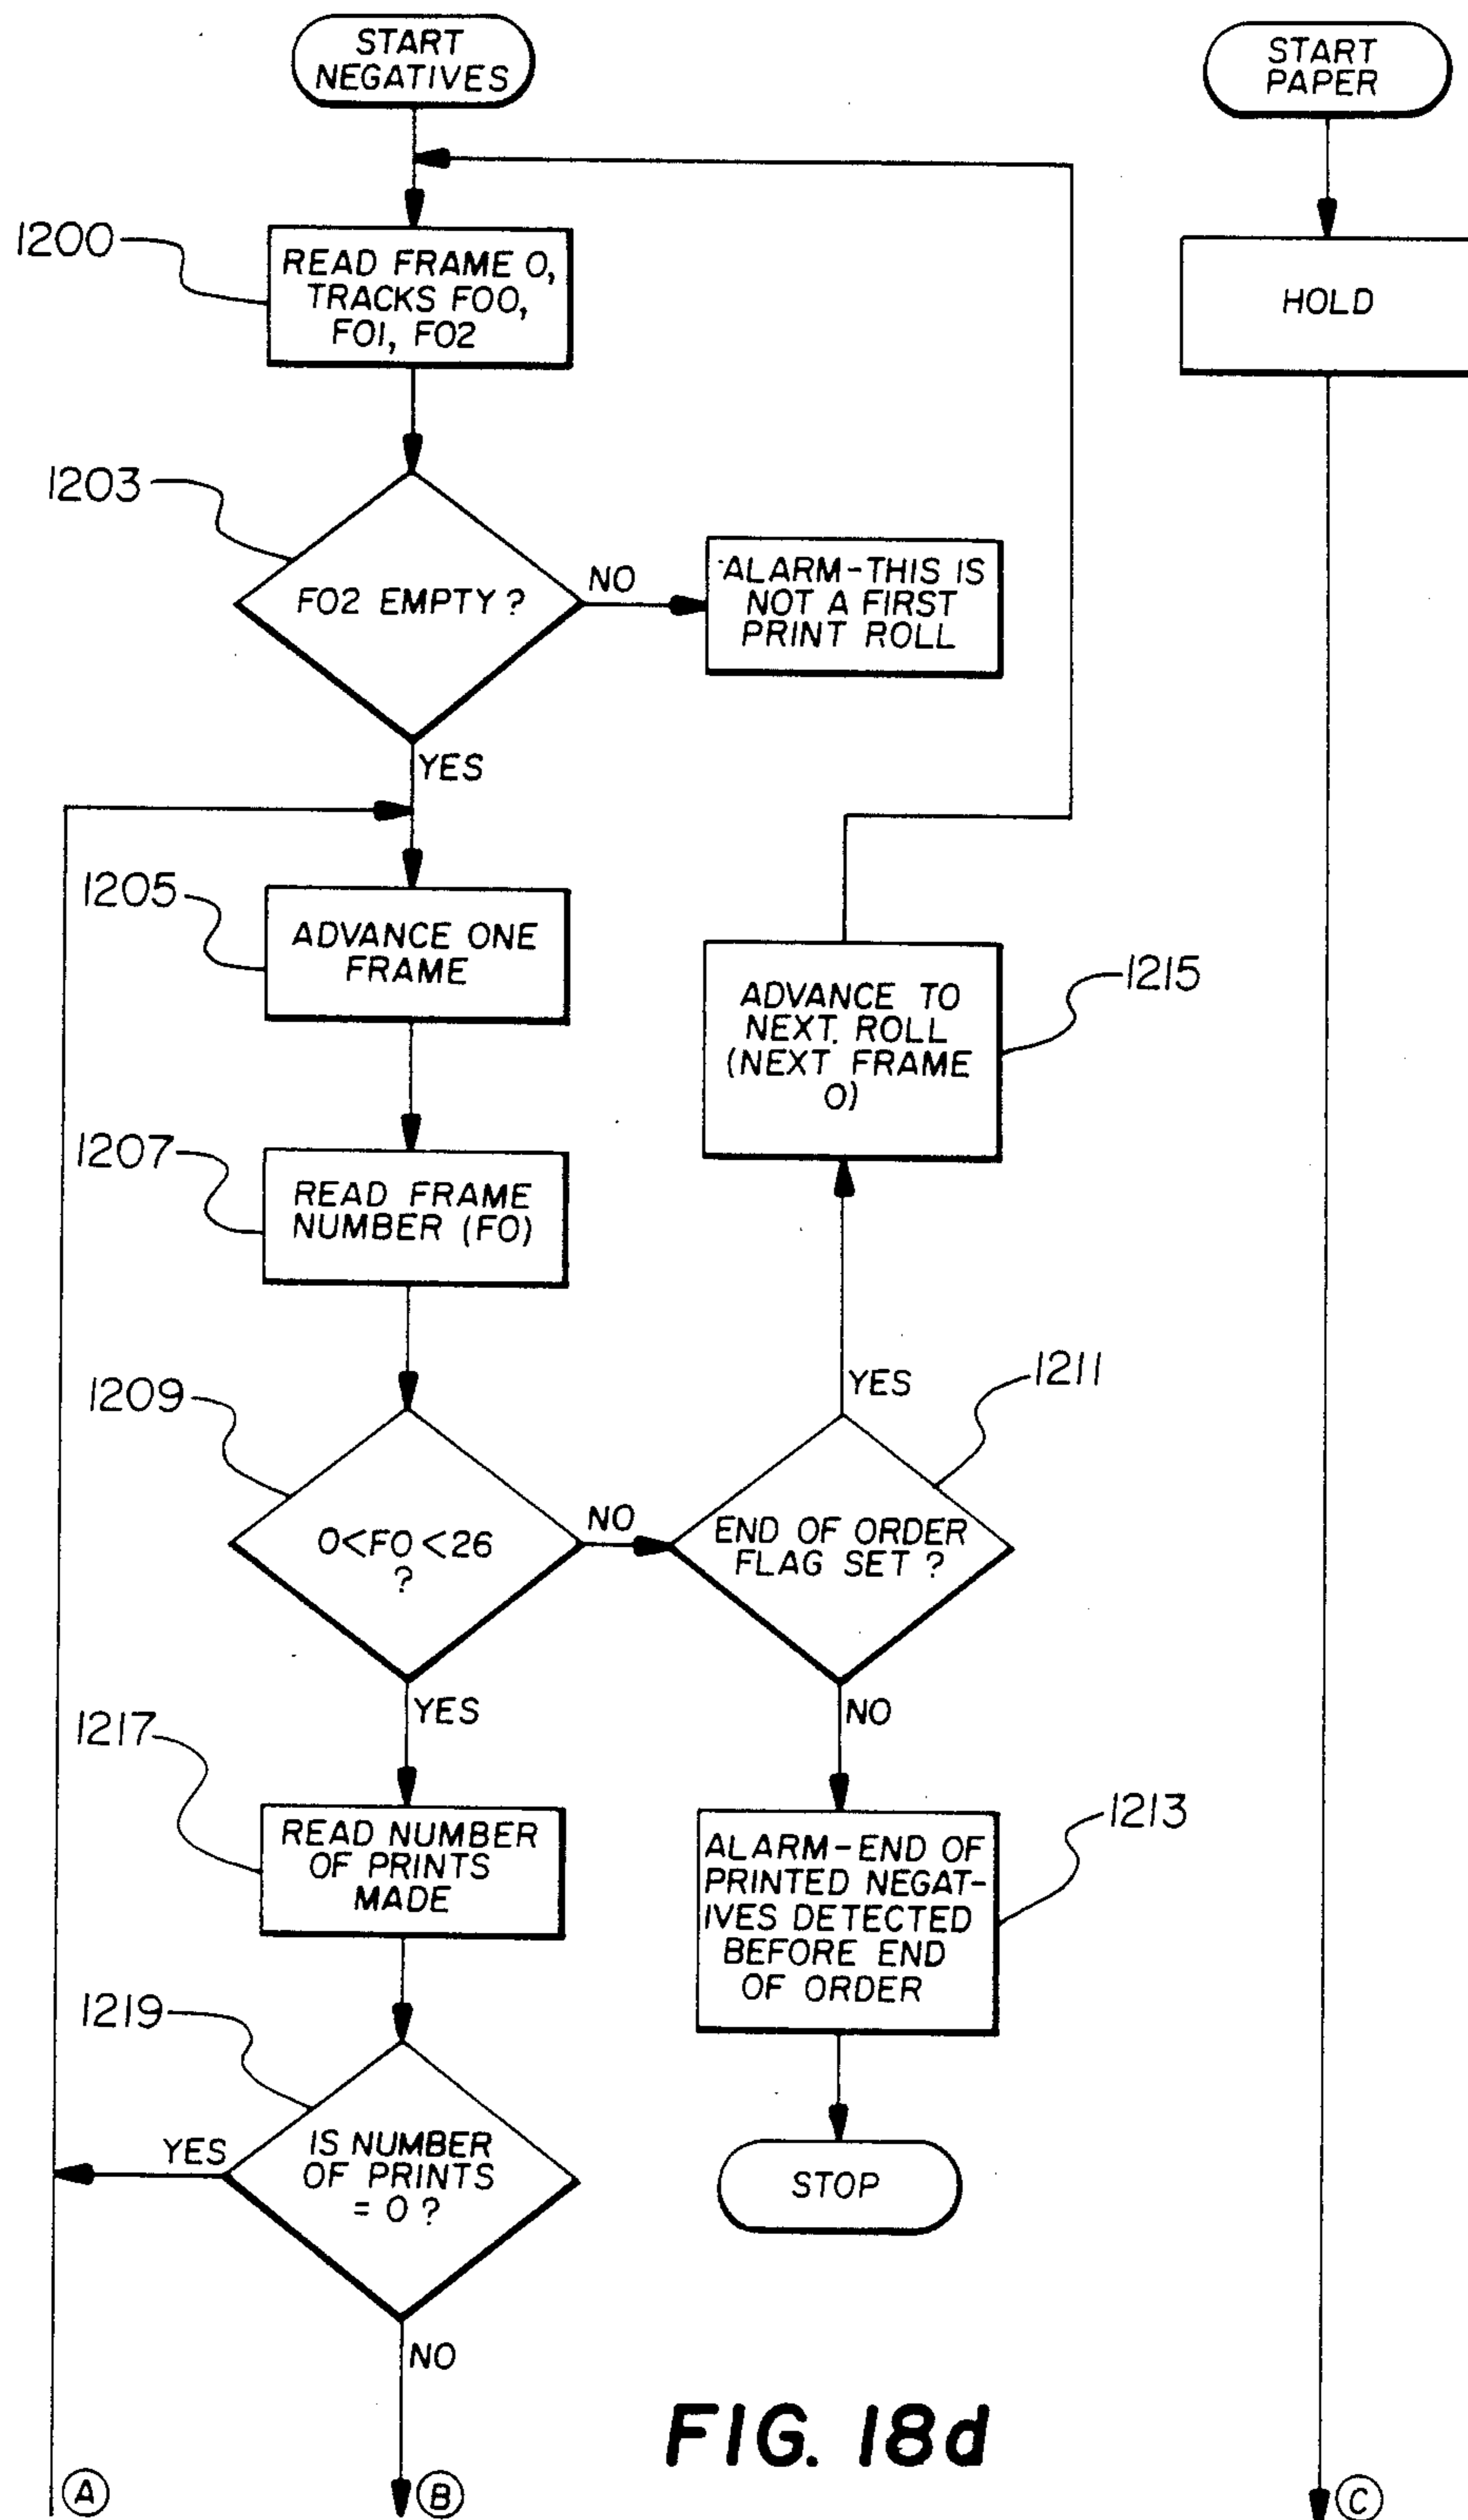 START
NEGATIVES
START
PAPER
1200
READ FRAME 0,
TRACKS F00,
F01, F02
HOLD
1203
F02 EMPTY ?
NO
ALARM-THIS IS
NOT A FIRST
PRINT ROLL
YES
1205
ADVANCE ONE
FRAME
1215
ADVANCE TO
NEXT. ROLL
(NEXT FRAME
0)
1207
READ FRAME
NUMBER (F0)
1209
0<F0<26
?
NO
YES
1211
END OF ORDER
FLAG SET ?
YES
NO
1217
READ NUMBER
OF PRINTS
MADE
1213
ALARM-END OF
PRINTED NEGAT-
IVES DETECTED
BEFORE END
OF ORDER
1219
YES
IS NUMBER
OF PRINTS
= 0 ?
STOP
NO
FIG. 18d
A
B
C